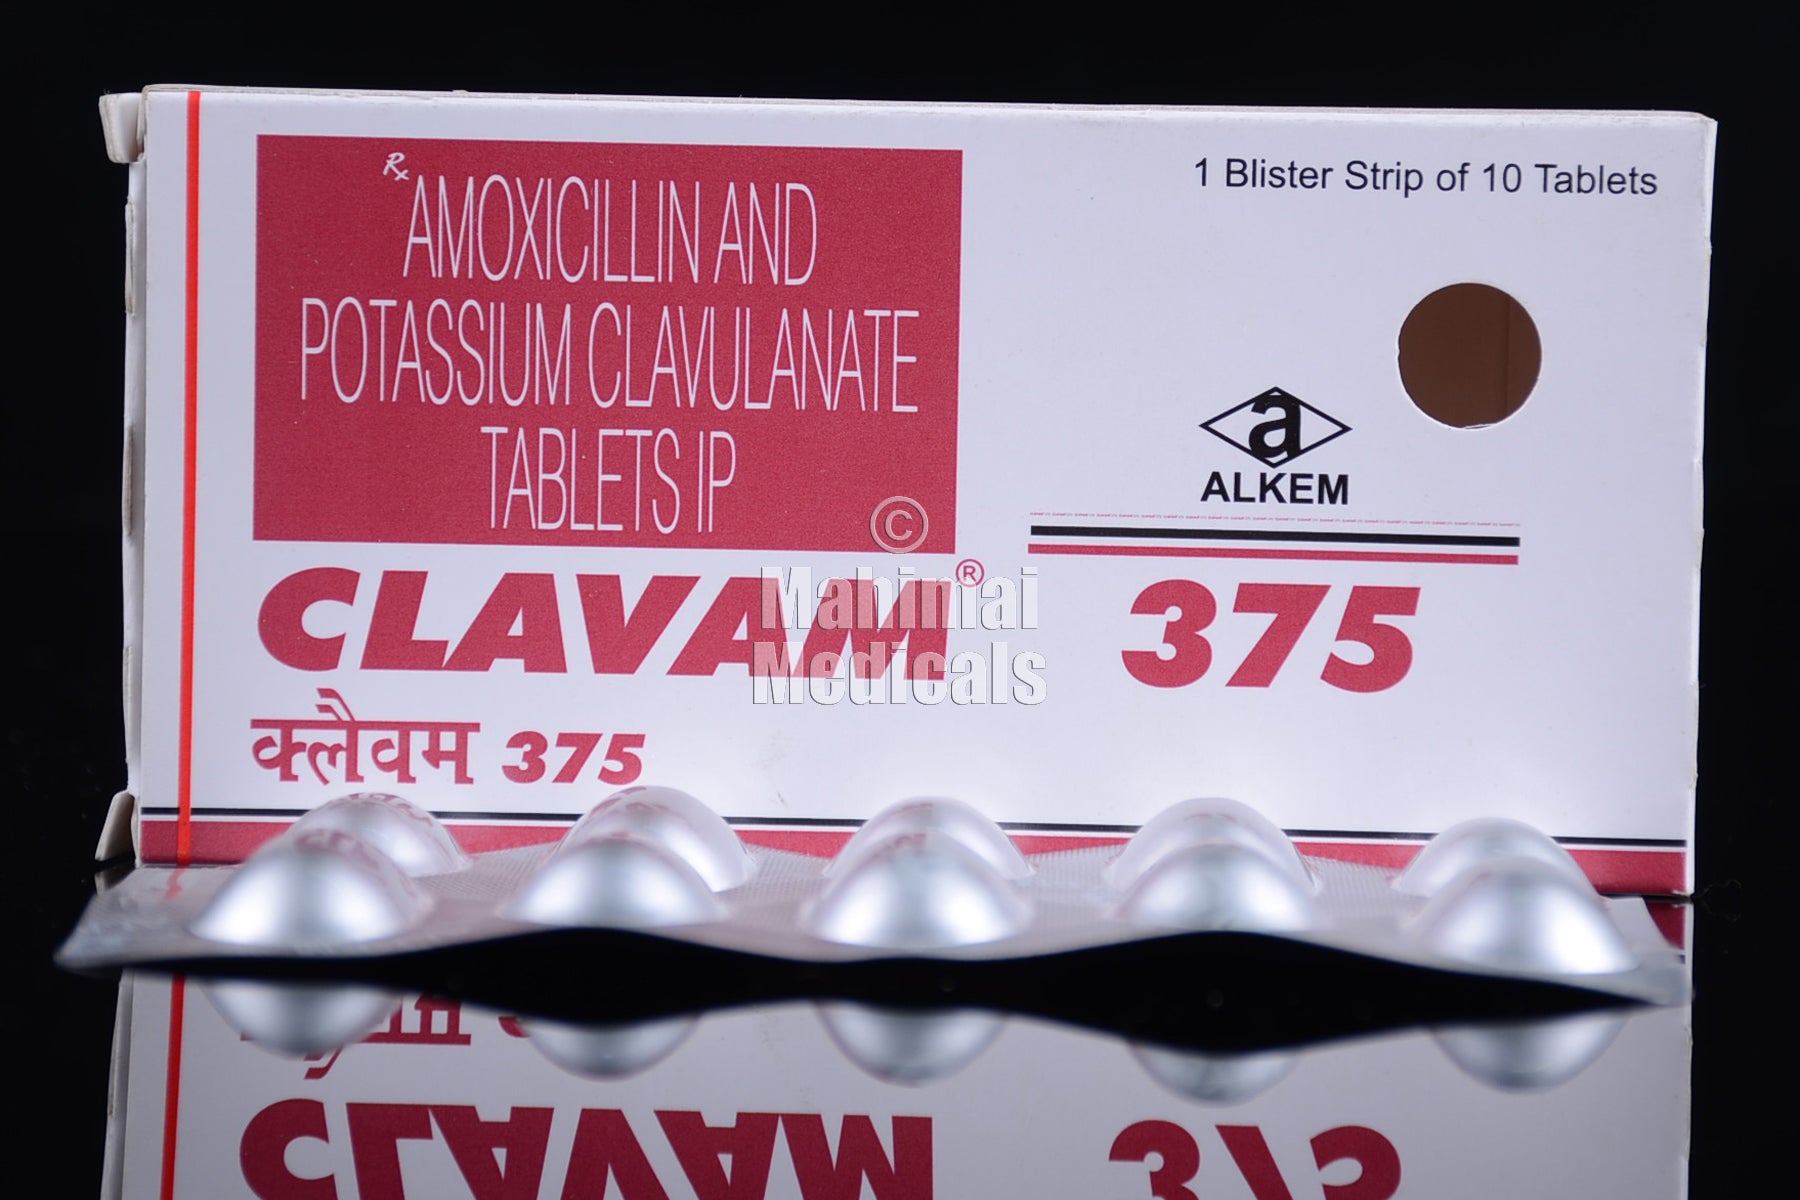 1 Blister Strip of 10 Tablets
Rx
AMOXICILLIN AND
POTASSIUM CLAVULANATE
TABLETS IP
a
ALKEM
©
Mahimai
Medicals
CLAVAM® 375
क्लैवम 375